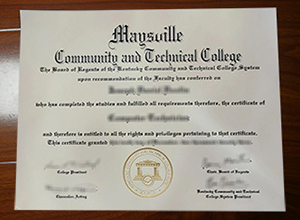 Maysville
Community and Technical College
The Board of Regents of the Kentucky Community and Technical College System
upon recommendation of the Faculty has conferred on
who has completed the studies and fulfilled all requirements therefore, the certificate of
Computer Technician
and therefore is entitled to all the rights and privileges pertaining to that certificate.
This certificate granted
College President
Chair, Board of Regents
Chancellor, Acting
Kentucky Community and Technical
College System President